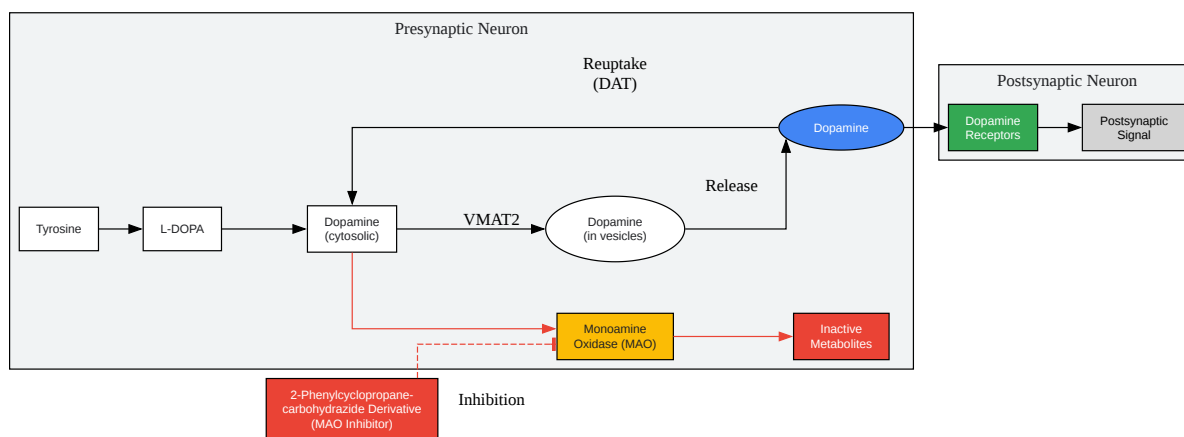 Presynaptic Neuron
Reuptake
(DAT)
Postsynaptic Neuron
Dopamine
Dopamine
Receptors
Postsynaptic
Signal
Release
Tyrosine
L-DOPA
Dopamine
(cytosolic)
VMAT2
Dopamine
(in vesicles)
Monoamine
Oxidase (MAO)
Inactive
Metabolites
2-Phenylcyclopropane-
carbohydrazide Derivative
(MAO Inhibitor)
Inhibition